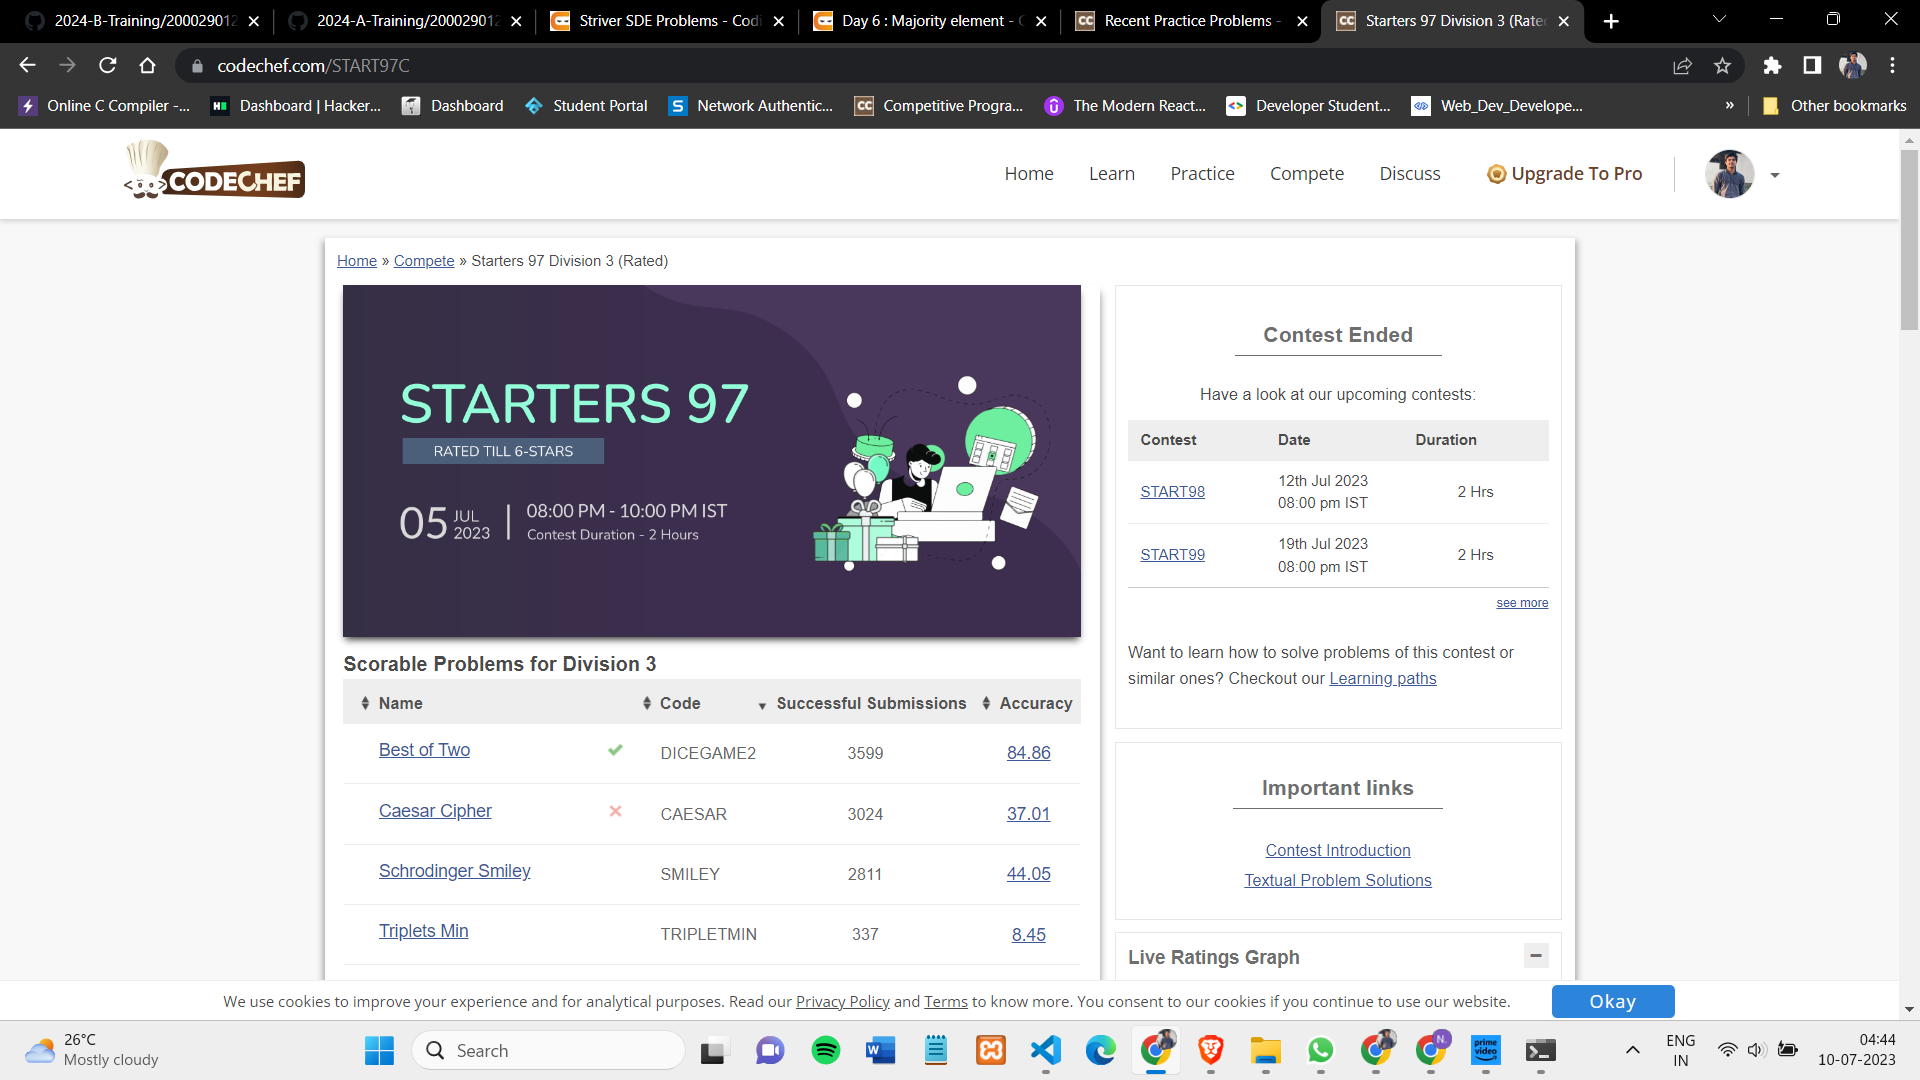 2024-B-Training/200029012
2024-A-Training/200029012
Striver SDE Problems - Codi
Day 6 : Majority element - C
Recent Practice Problems -
Starters 97 Division 3 (Rate
codechef.com/START97C
Online C Compiler -...
Dashboard | Hacker...
Dashboard
Student Portal
Network Authentic...
Competitive Progra...
The Modern React...
Developer Student...
Web_Dev_Develope...
»
Other bookmarks
CODECHEF
Home Learn Practice Compete Discuss Upgrade To Pro
Home » Compete » Starters 97 Division 3 (Rated)
STARTERS 97
RATED TILL 6-STARS
05 JUL 2023 | 08:00 PM - 10:00 PM IST
Contest Duration - 2 Hours
Scorable Problems for Division 3
Name Code Successful Submissions Accuracy
Best of Two DICEGAME2 3599 84.86
Caesar Cipher CAESAR 3024 37.01
Schrodinger Smiley SMILEY 2811 44.05
Triplets Min TRIPLETMIN 337 8.45
Contest Ended
Have a look at our upcoming contests:
Contest Date Duration
START98 12th Jul 2023 08:00 pm IST 2 Hrs
START99 19th Jul 2023 08:00 pm IST 2 Hrs
see more
Want to learn how to solve problems of this contest or
similar ones? Checkout our Learning paths
Important links
Contest Introduction
Textual Problem Solutions
Live Ratings Graph
We use cookies to improve your experience and for analytical purposes. Read our Privacy Policy and Terms to know more. You consent to our cookies if you continue to use our website.
Okay
26°C
Mostly cloudy
Search
prime video
ENG
IN
04:44
10-07-2023